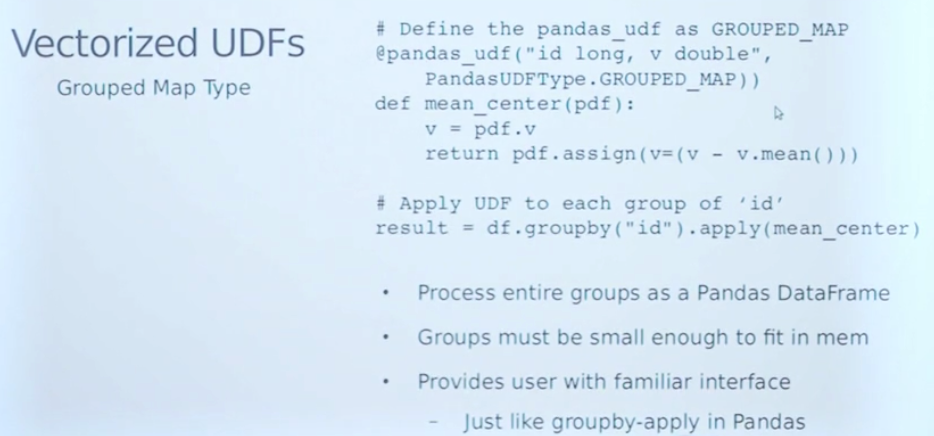 Vectorized UDFs
Grouped Map Type
# Define the pandas_udf as GROUPED_MAP
@pandas_udf("id long, v double",
PandasUDFType.GROUPED_MAP))
def mean_center(pdf):
v = pdf.v
return pdf.assign(v=(v - v.mean()))
# Apply UDF to each group of 'id'
result = df.groupby("id").apply(mean_center)
• Process entire groups as a Pandas DataFrame
• Groups must be small enough to fit in mem
• Provides user with familiar interface
– Just like groupby-apply in Pandas